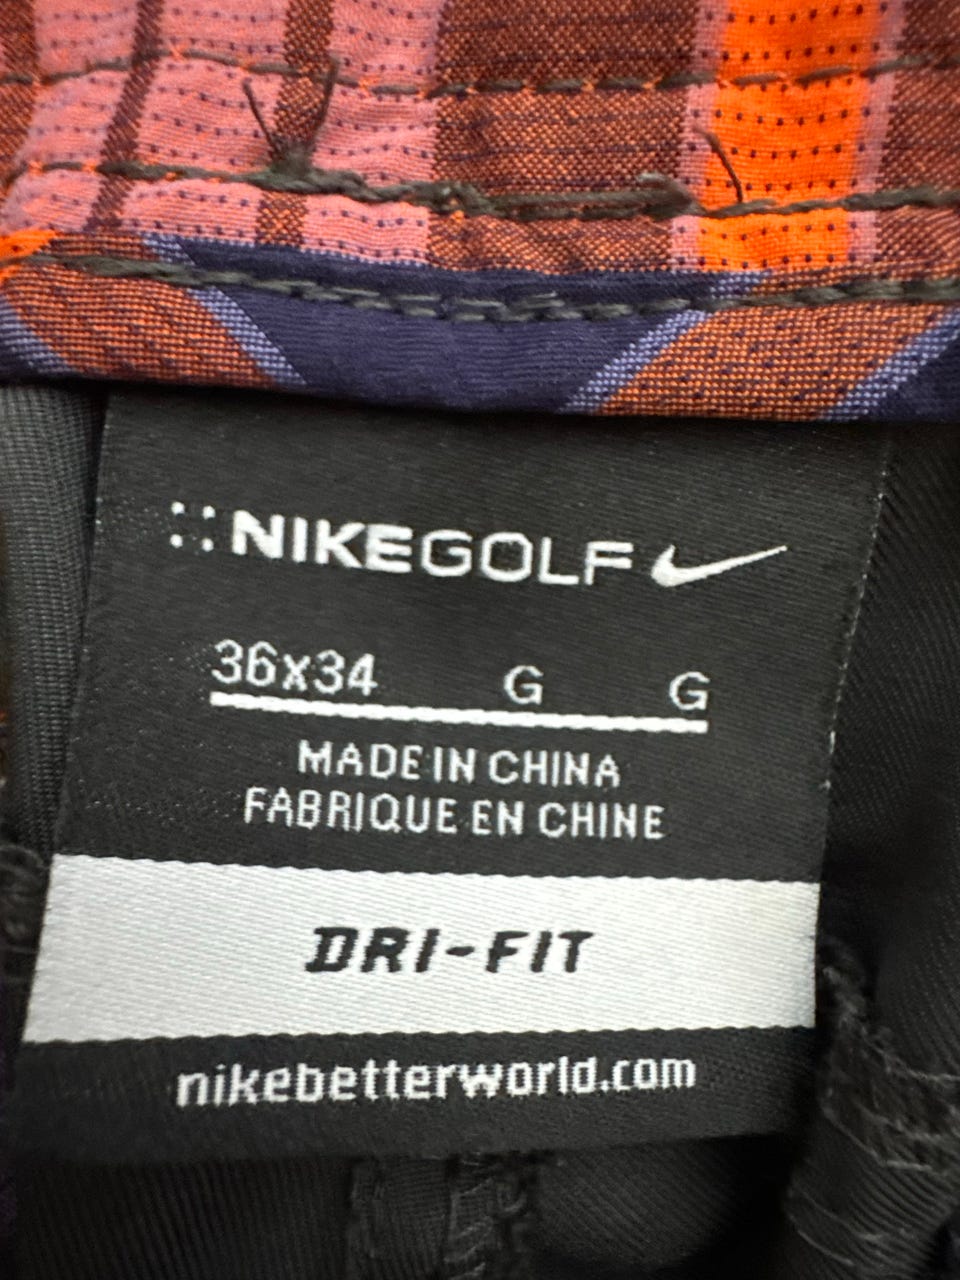 NIKEGOLF
36x34 G G
MADE IN CHINA
FABRIQUE EN CHINE
DRI-FIT
nikebetterworld.com